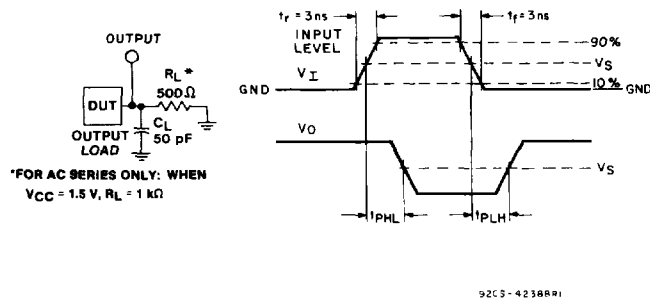 OUTPUT
DUT
RL*
500Ω
OUTPUT
LOAD
CL
50 pF
*FOR AC SERIES ONLY: WHEN
VCC = 1.5 V, RL = 1 kΩ
tr = 3ns
tf = 3ns
INPUT
LEVEL
90%
VS
VI
10%
GND
GND
VO
VS
tPHL
tPLH
92CS-42388R1